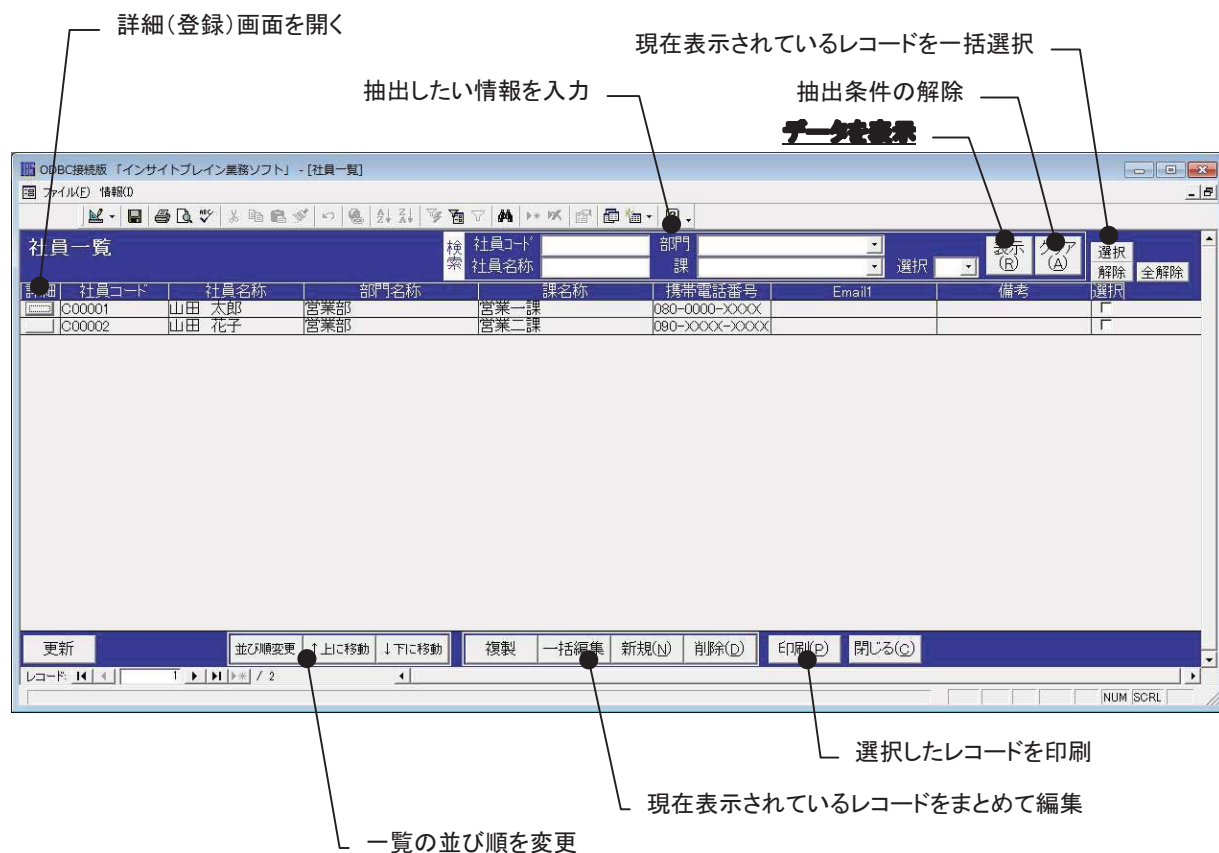 詳細（登録）画面を開く
現在表示されているレコードを一括選択
抽出したい情報を入力
抽出条件の解除
データを表示
ODBC接続版 「インサイトブレイン業務ソフト」 - [社員一覧]
ファイル(F) 情報(I)
社員一覧
検索
社員コード
部門
表示(R)
クリア(A)
選択
社員名称
課
選択
解除
全解除
詳細 社員コード 社員名称 部門名称 課名称 携帯電話番号 Email1 備考 選択
C00001 山田 太郎 営業部 営業一課 080-0000-XXXX
C00002 山田 花子 営業部 営業二課 090-XXXX-XXXX
更新 並び順変更 ↑上に移動 ↓下に移動 複製 一括編集 新規(N) 削除(D) 印刷(P) 閉じる(C)
レコード: 1 / 2
NUM SCRL
選択したレコードを印刷
現在表示されているレコードをまとめて編集
一覧の並び順を変更